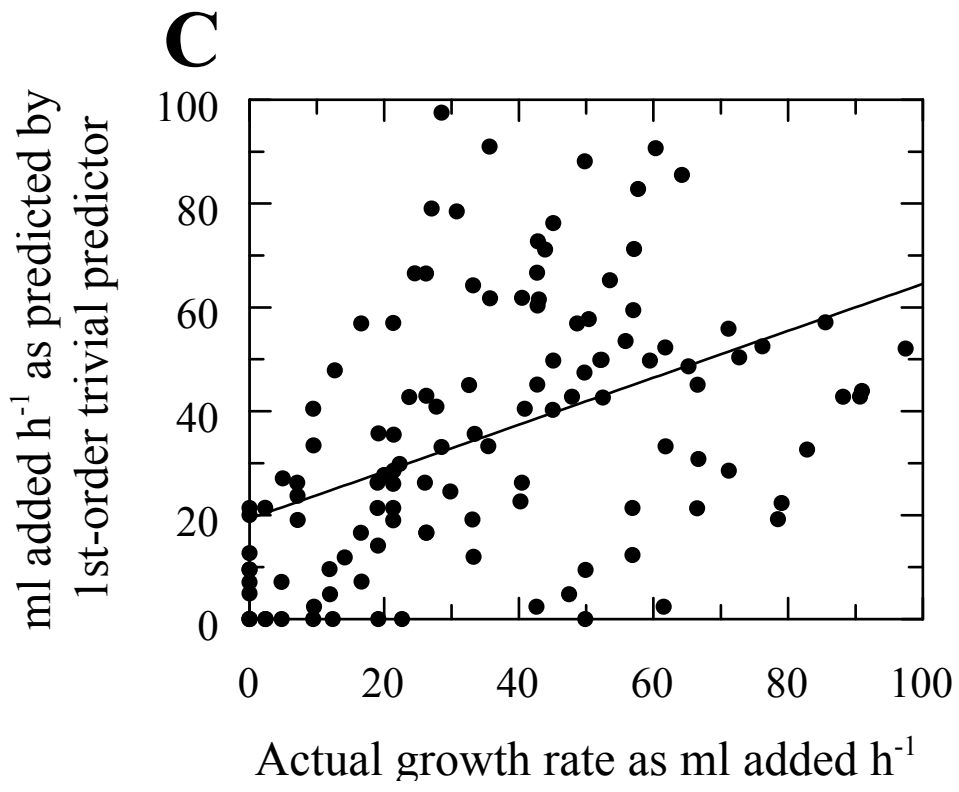 C
ml added h-1 as predicted by
1st-order trivial predictor
100
80
60
40
20
0
0 20 40 60 80 100
Actual growth rate as ml added h-1